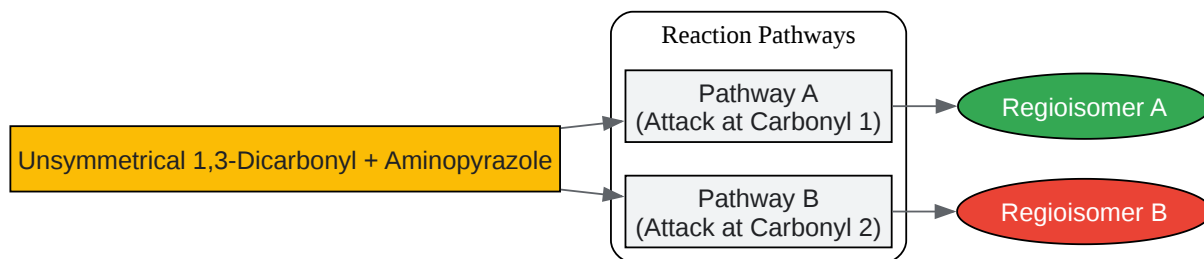 Reaction Pathways
Unsymmetrical 1,3-Dicarbonyl + Aminopyrazole
Pathway A
(Attack at Carbonyl 1)
Regioisomer A
Pathway B
(Attack at Carbonyl 2)
Regioisomer B